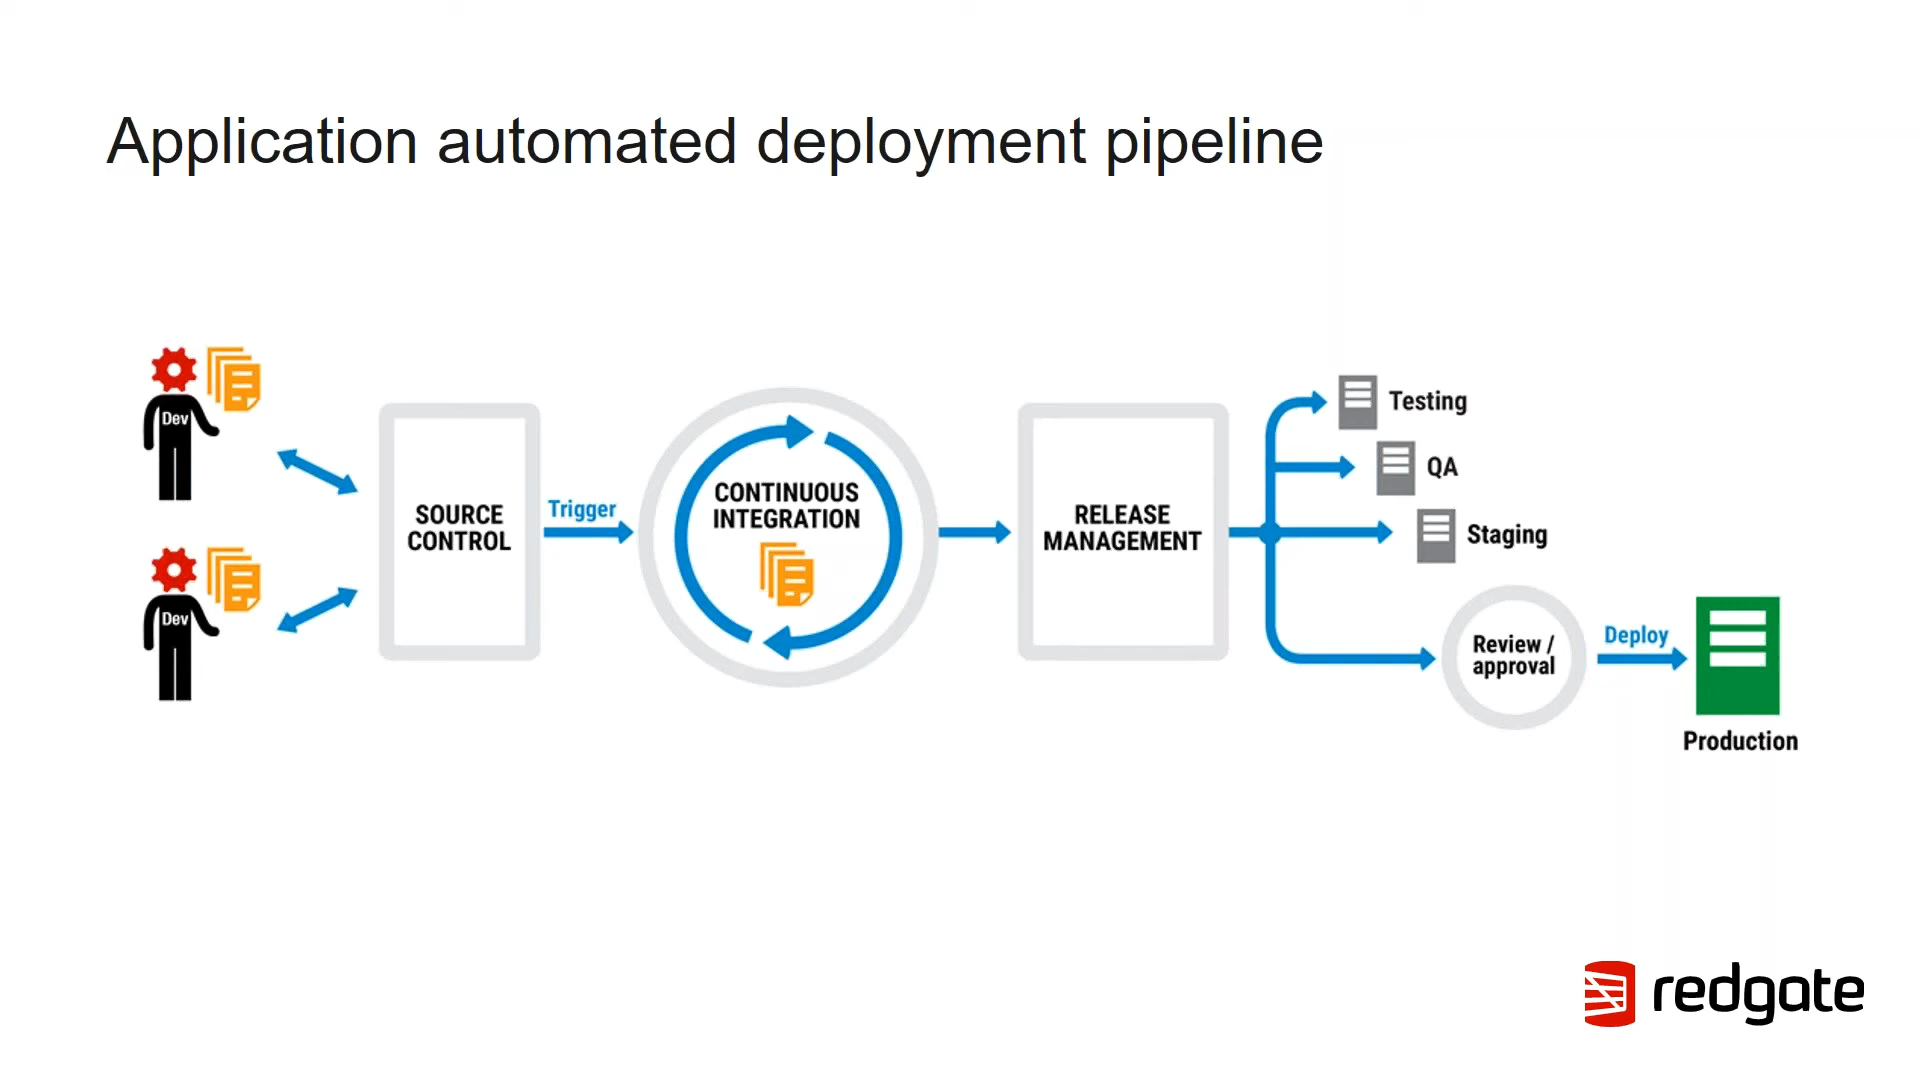 Application automated deployment pipeline
Dev
Dev
SOURCE
CONTROL
Trigger
CONTINUOUS
INTEGRATION
RELEASE
MANAGEMENT
Testing
QA
Staging
Review /
approval
Deploy
Production
redgate